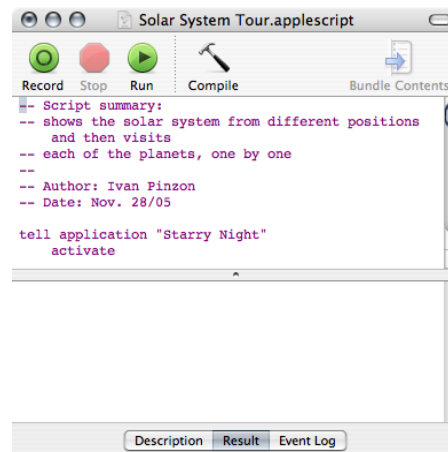 Solar System Tour.applescript
Record Stop Run Compile Bundle Contents
-- Script summary:
-- shows the solar system from different positions
and then visits
-- each of the planets, one by one
--
-- Author: Ivan Pinzon
-- Date: Nov. 28/05
tell application "Starry Night"
activate
Description Result Event Log